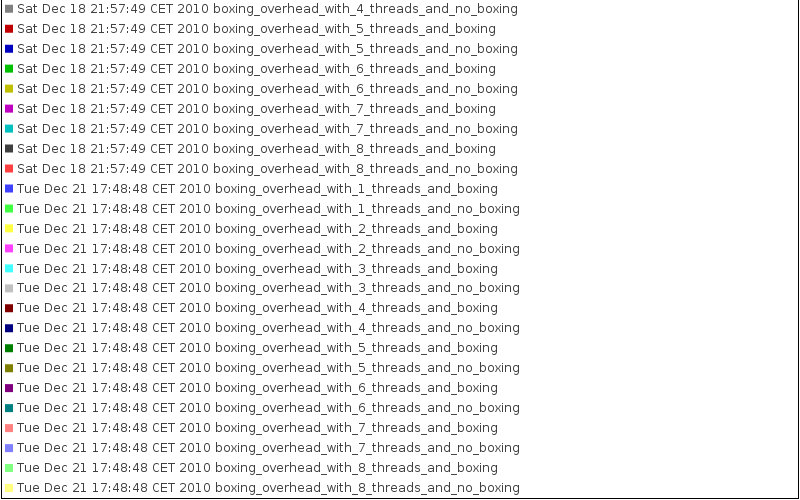 Sat Dec 18 21:57:49 CET 2010 boxing_overhead_with_4_threads_and_no_boxing
Sat Dec 18 21:57:49 CET 2010 boxing_overhead_with_5_threads_and_boxing
Sat Dec 18 21:57:49 CET 2010 boxing_overhead_with_5_threads_and_no_boxing
Sat Dec 18 21:57:49 CET 2010 boxing_overhead_with_6_threads_and_boxing
Sat Dec 18 21:57:49 CET 2010 boxing_overhead_with_6_threads_and_no_boxing
Sat Dec 18 21:57:49 CET 2010 boxing_overhead_with_7_threads_and_boxing
Sat Dec 18 21:57:49 CET 2010 boxing_overhead_with_7_threads_and_no_boxing
Sat Dec 18 21:57:49 CET 2010 boxing_overhead_with_8_threads_and_boxing
Sat Dec 18 21:57:49 CET 2010 boxing_overhead_with_8_threads_and_no_boxing
Tue Dec 21 17:48:48 CET 2010 boxing_overhead_with_1_threads_and_boxing
Tue Dec 21 17:48:48 CET 2010 boxing_overhead_with_1_threads_and_no_boxing
Tue Dec 21 17:48:48 CET 2010 boxing_overhead_with_2_threads_and_boxing
Tue Dec 21 17:48:48 CET 2010 boxing_overhead_with_2_threads_and_no_boxing
Tue Dec 21 17:48:48 CET 2010 boxing_overhead_with_3_threads_and_boxing
Tue Dec 21 17:48:48 CET 2010 boxing_overhead_with_3_threads_and_no_boxing
Tue Dec 21 17:48:48 CET 2010 boxing_overhead_with_4_threads_and_boxing
Tue Dec 21 17:48:48 CET 2010 boxing_overhead_with_4_threads_and_no_boxing
Tue Dec 21 17:48:48 CET 2010 boxing_overhead_with_5_threads_and_boxing
Tue Dec 21 17:48:48 CET 2010 boxing_overhead_with_5_threads_and_no_boxing
Tue Dec 21 17:48:48 CET 2010 boxing_overhead_with_6_threads_and_boxing
Tue Dec 21 17:48:48 CET 2010 boxing_overhead_with_6_threads_and_no_boxing
Tue Dec 21 17:48:48 CET 2010 boxing_overhead_with_7_threads_and_boxing
Tue Dec 21 17:48:48 CET 2010 boxing_overhead_with_7_threads_and_no_boxing
Tue Dec 21 17:48:48 CET 2010 boxing_overhead_with_8_threads_and_boxing
Tue Dec 21 17:48:48 CET 2010 boxing_overhead_with_8_threads_and_no_boxing